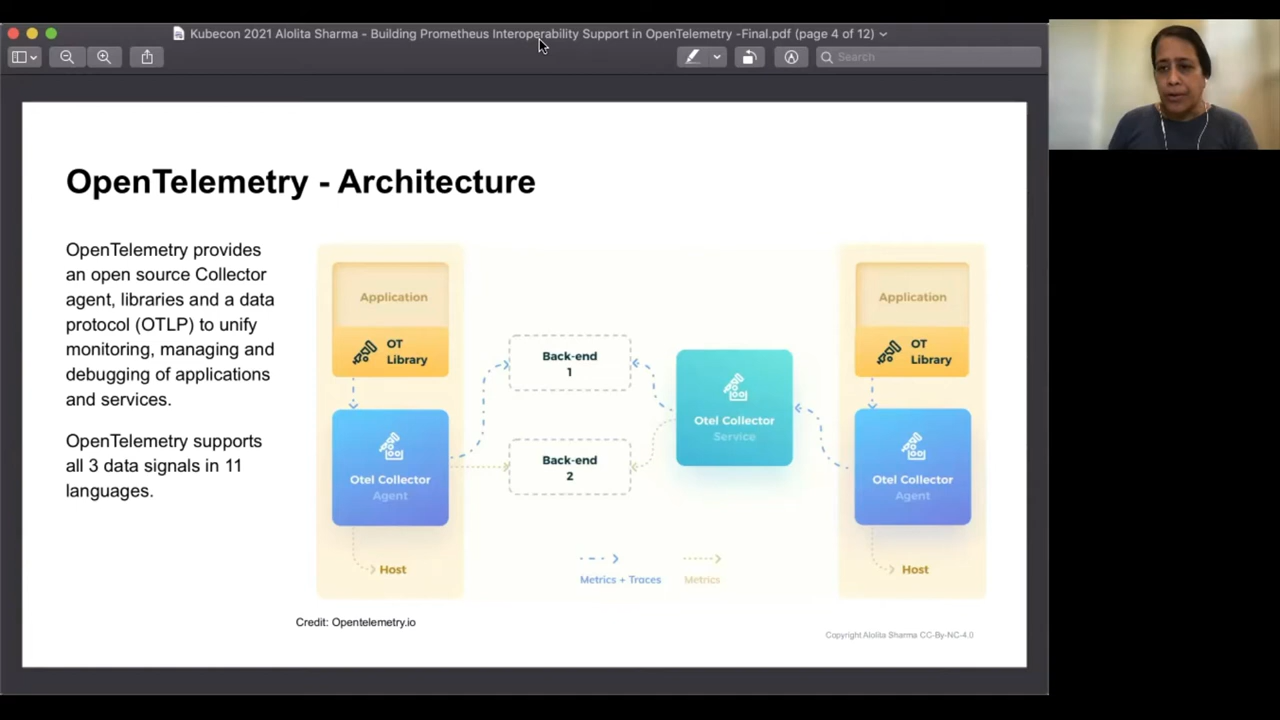 Kubecon 2021 Alolita Sharma - Building Prometheus Interoperability Support in OpenTelemetry -Final.pdf (page 4 of 12)
Search
OpenTelemetry - Architecture
OpenTelemetry provides
an open source Collector
agent, libraries and a data
protocol (OTLP) to unify
monitoring, managing and
debugging of applications
and services.
OpenTelemetry supports
all 3 data signals in 11
languages.
Application
OT
Library
Otel Collector
Agent
Host
Back-end
1
Back-end
2
Otel Collector
Service
Application
OT
Library
Otel Collector
Agent
Host
Metrics + Traces
Metrics
Credit: Opentelemetry.io
Copyright Alolita Sharma CC-By-NC-4.0